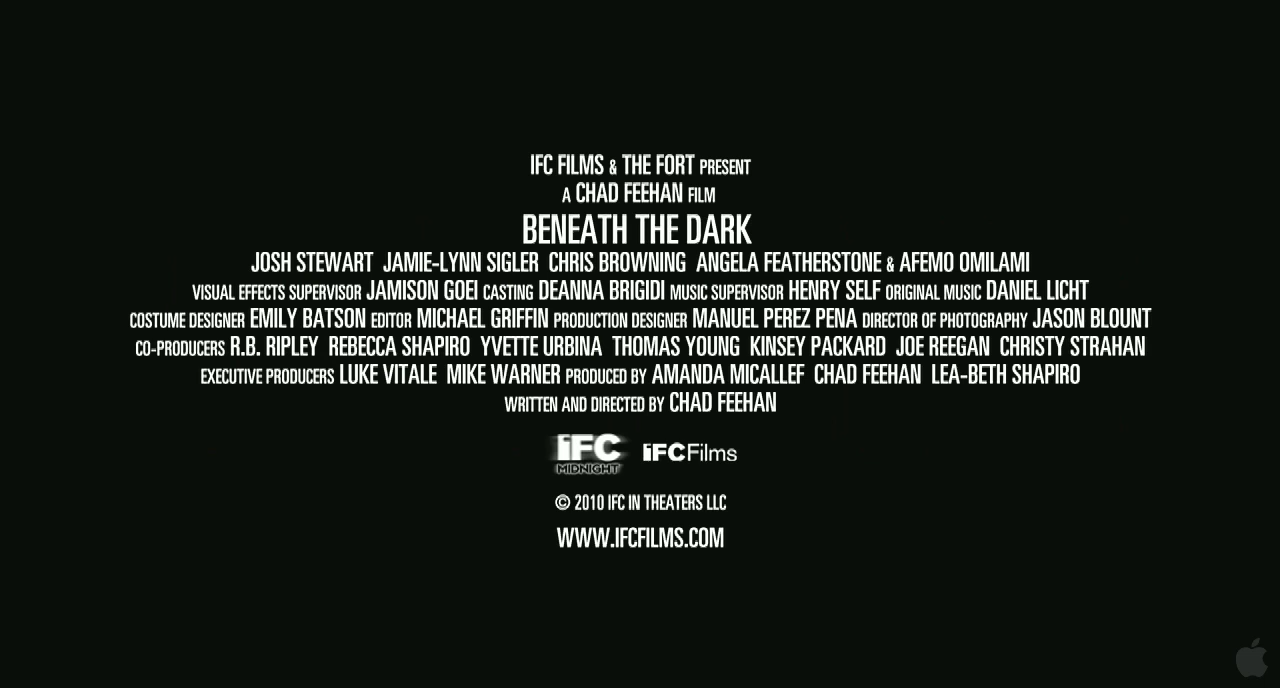 IFC FILMS & THE FORT PRESENT
A CHAD FEEHAN FILM
BENEATH THE DARK
JOSH STEWART JAMIE-LYNN SIGLER CHRIS BROWNING ANGELA FEATHERSTONE & AFEMO OMILAMI
VISUAL EFFECTS SUPERVISOR JAMISON GOEI CASTING DEANNA BRIGIDI MUSIC SUPERVISOR HENRY SELF ORIGINAL MUSIC DANIEL LICHT
COSTUME DESIGNER EMILY BATSON EDITOR MICHAEL GRIFFIN PRODUCTION DESIGNER MANUEL PEREZ PENA DIRECTOR OF PHOTOGRAPHY JASON BLOUNT
CO-PRODUCERS R.B. RIPLEY REBECCA SHAPIRO YVETTE URBINA THOMAS YOUNG KINSEY PACKARD JOE REEGAN CHRISTY STRAHAN
EXECUTIVE PRODUCERS LUKE VITALE MIKE WARNER PRODUCED BY AMANDA MICALLEF CHAD FEEHAN LEA-BETH SHAPIRO
WRITTEN AND DIRECTED BY CHAD FEEHAN
iFC MIDNIGHT iFC Films
© 2010 IFC IN THEATERS LLC
WWW.IFCFILMS.COM